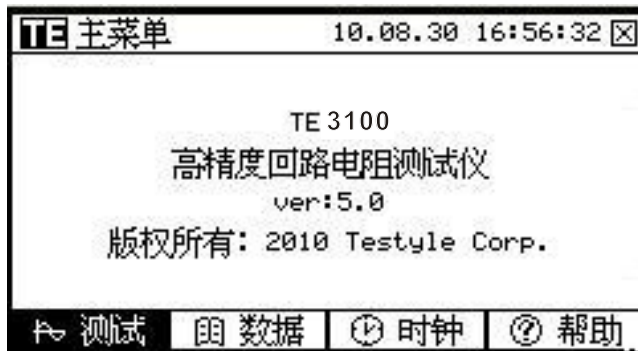 TE 主菜单 10.08.30 16:56:32
TE 3100
高精度回路电阻测试仪
ver:5.0
版权所有: 2010 Testyle Corp.
测试 数据 时钟 帮助